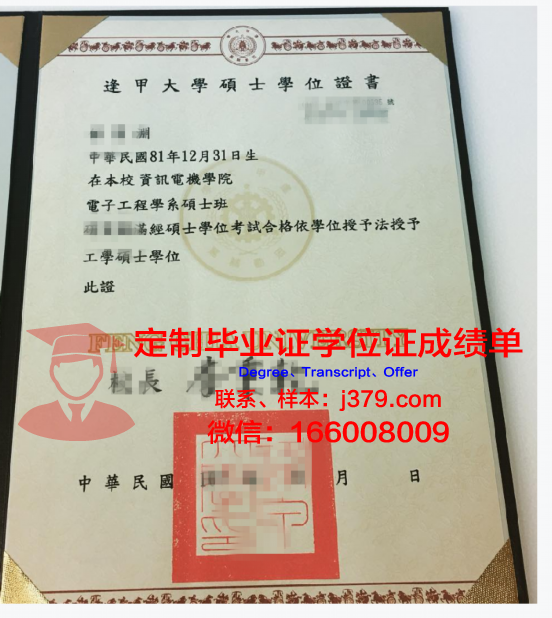 逢甲大學碩士學位證書
號
中華民國81年12月31日生
在本校 資訊電機學院
電子工程學系碩士班
經碩士學位考試合格依學位授予法授予
工學碩士學位
此證
定制毕业证学位证成绩单
Degree、Transcript、Offer
校長
联系、样本：j379.com
微信：166008009
中華民國 月 日